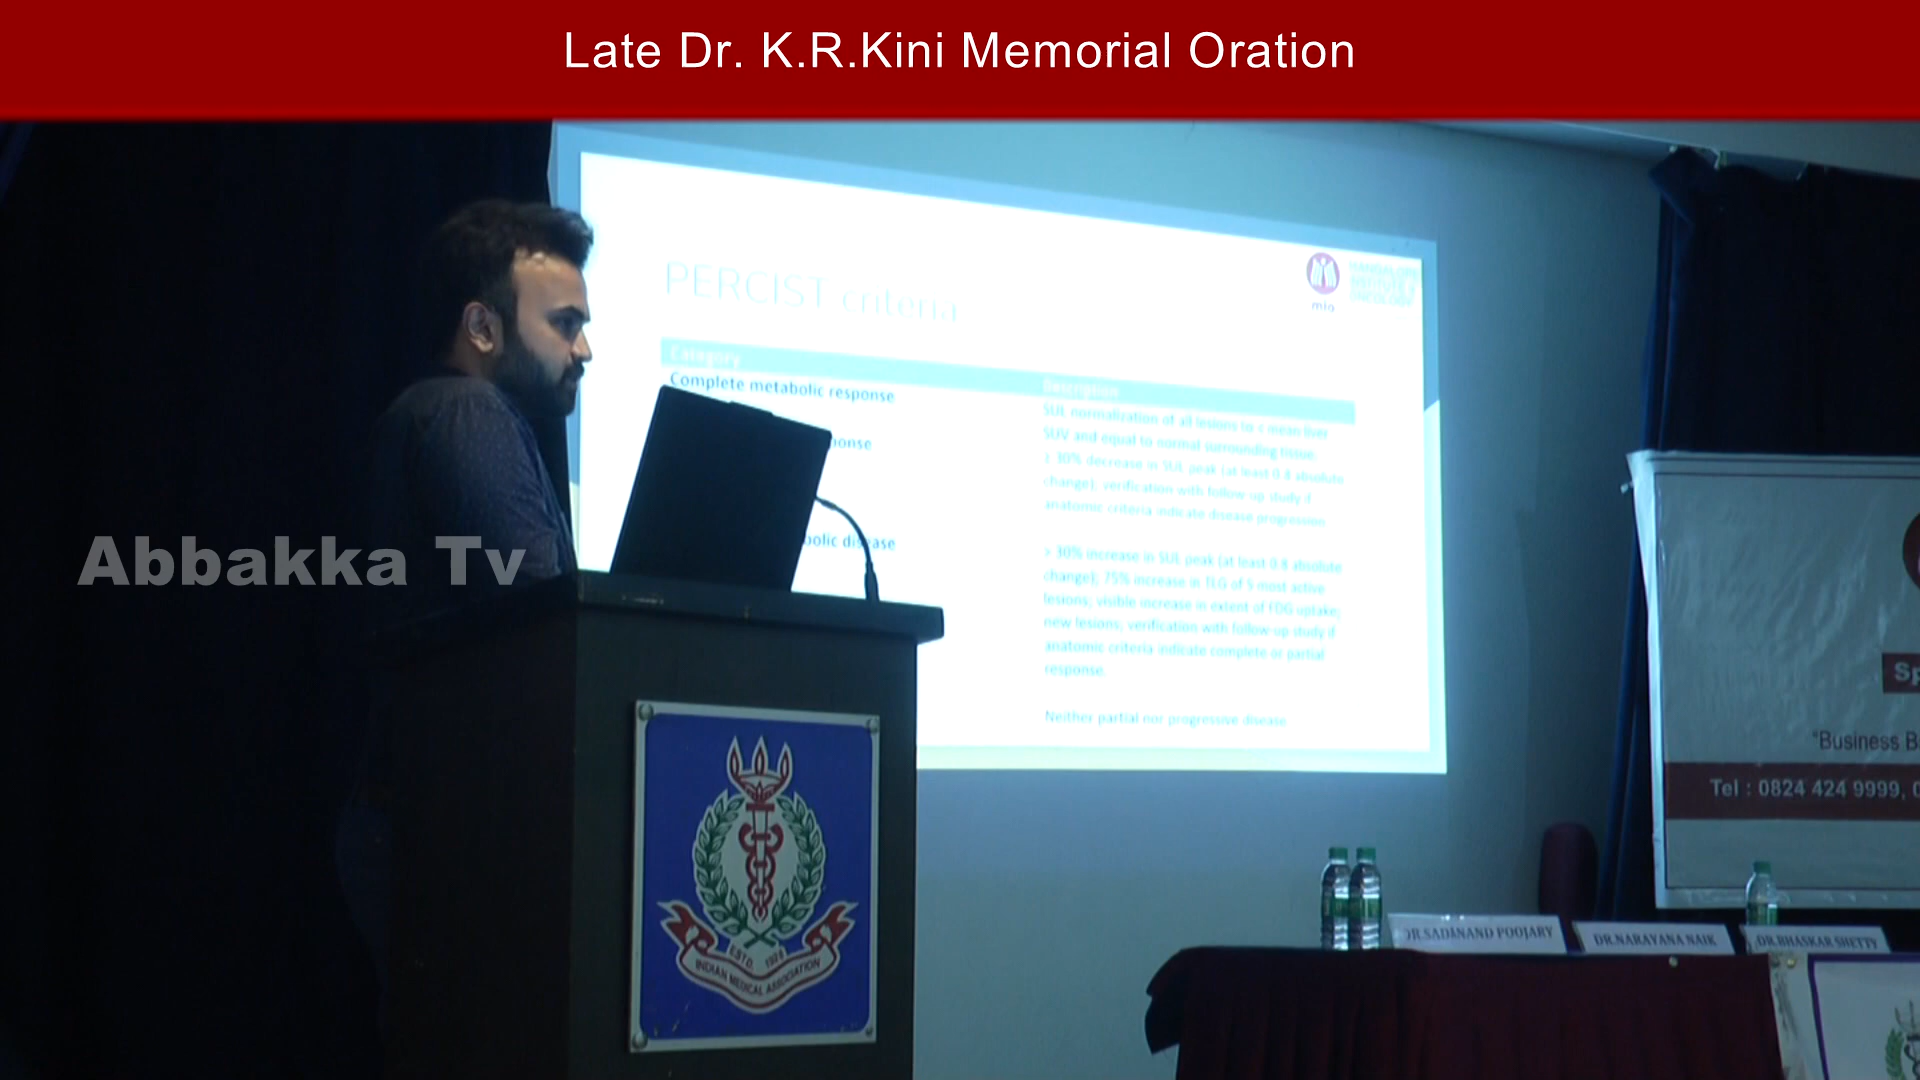 Late Dr. K.R.Kini Memorial Oration
PERCIST criteria
mio
MANGALORE
INSTITUTE
ONCOLOGY
Category
Description
Complete metabolic response
SUL normalization of all lesions to < mean liver
SUV and equal to normal surrounding tissue
≥ 30% decrease in SUL peak (at least 0.8 absolute
change); verification with follow up study if
anatomic criteria indicate disease progression
> 30% increase in SUL peak (at least 0.8 absolute
change); 75% increase in TLG of 5 most active
lesions; visible increase in extent of FDG uptake;
new lesions; verification with follow up study if
anatomic criteria indicate complete or partial
response.
Neither partial nor progressive disease
disease
Abbakka Tv
ESTD. 1928
INDIAN MEDICAL ASSOCIATION
Sp
"Business Ba
Tel : 0824 424 9999,
DR.SADANAND POOJARY
DR.NARAYANA NAIK
DR.BHASKAR SHETTY